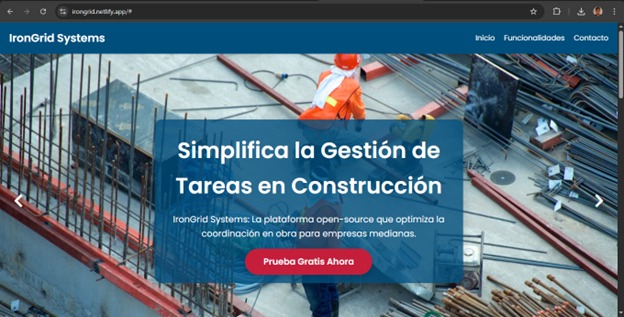 irongrid.netlify.app/#
IronGrid Systems
Inicio Funcionalidades Contacto
Simplifica la Gestión de
Tareas en Construcción
IronGrid Systems: La plataforma open-source que optimiza la
coordinación en obra para empresas medianas.
Prueba Gratis Ahora